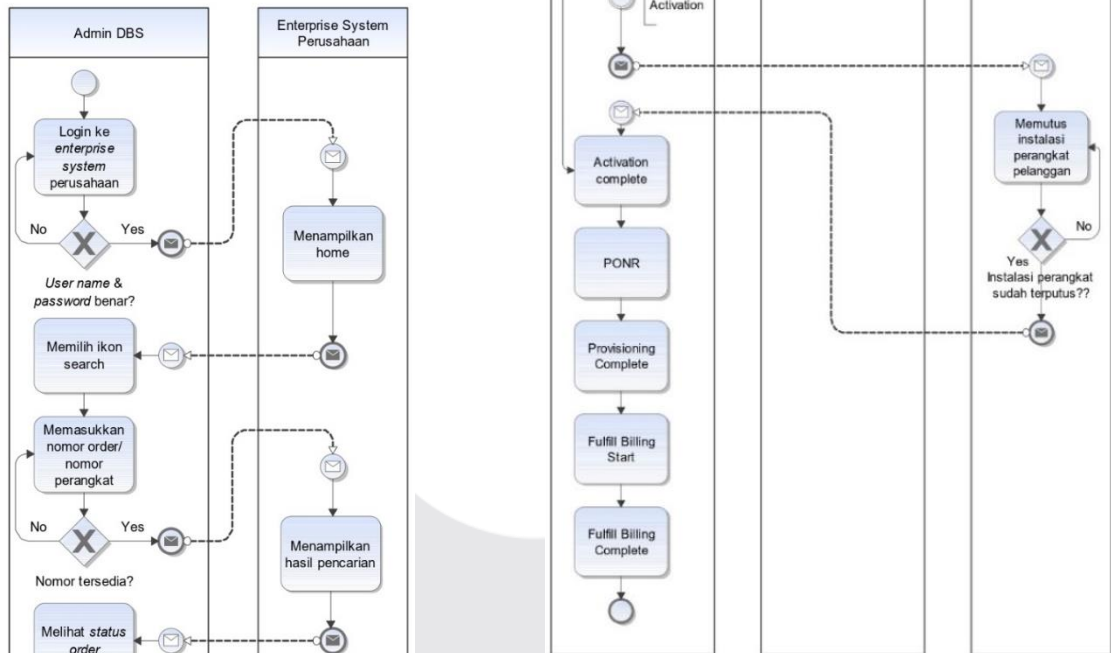 Admin DBS
Enterprise System
Perusahaan
Login ke
enterprise
system
perusahaan
No
Yes
User name &
password benar?
Menampilkan
home
Memilih ikon
search
Memasukkan
nomor order/
nomor
perangkat
No
Yes
Nomor tersedia?
Menampilkan
hasil pencarian
Melihat status
order
Activation
Activation
complete
PONR
Provisioning
Complete
Fulfill Billing
Start
Fulfill Billing
Complete
Memutus
instalasi
perangkat
pelanggan
No
Yes
Instalasi perangkat
sudah terputus??